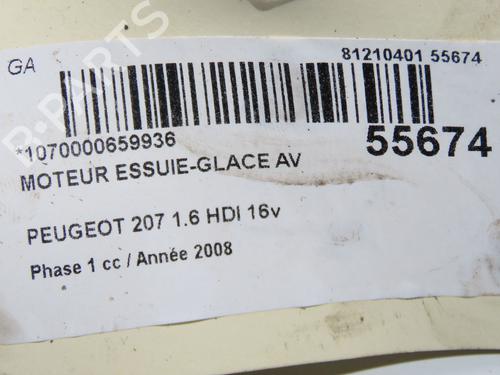 GA
81210401 55674
*1070000659936
55674
MOTEUR ESSUIE-GLACE AV
PEUGEOT 207 1.6 HDI 16v
Phase 1 cc / Année 2008
R-PARTS